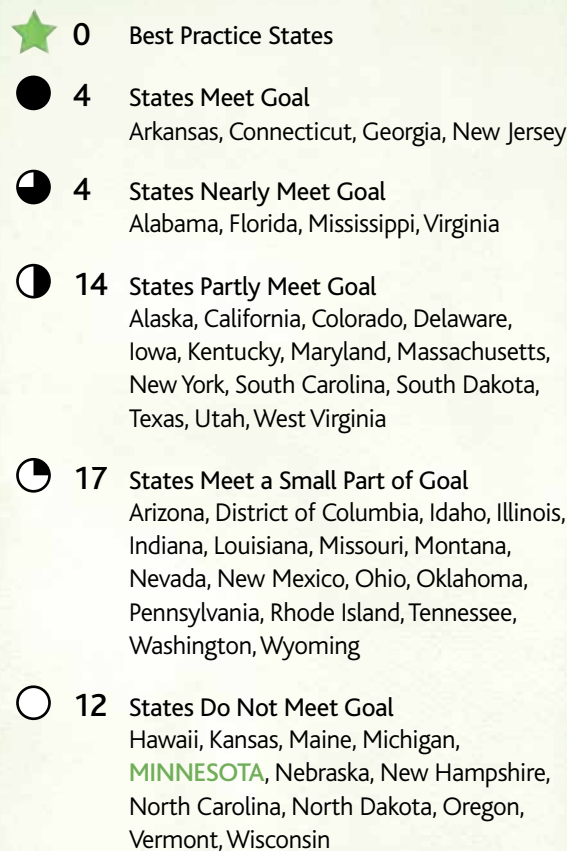 0 Best Practice States
4 States Meet Goal
Arkansas, Connecticut, Georgia, New Jersey
4 States Nearly Meet Goal
Alabama, Florida, Mississippi, Virginia
14 States Partly Meet Goal
Alaska, California, Colorado, Delaware,
Iowa, Kentucky, Maryland, Massachusetts,
New York, South Carolina, South Dakota,
Texas, Utah, West Virginia
17 States Meet a Small Part of Goal
Arizona, District of Columbia, Idaho, Illinois,
Indiana, Louisiana, Missouri, Montana,
Nevada, New Mexico, Ohio, Oklahoma,
Pennsylvania, Rhode Island, Tennessee,
Washington, Wyoming
12 States Do Not Meet Goal
Hawaii, Kansas, Maine, Michigan,
MINNESOTA, Nebraska, New Hampshire,
North Carolina, North Dakota, Oregon,
Vermont, Wisconsin